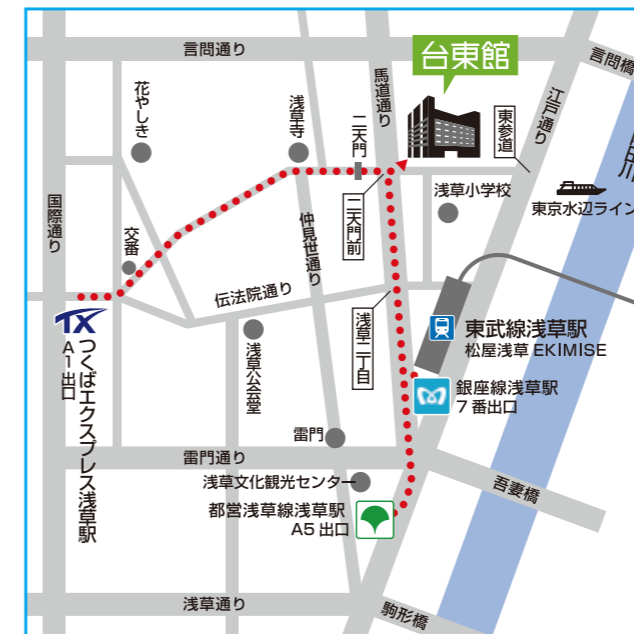 言問通り
台東館
言問橋
花やしき
浅草寺
二天門
馬道通り
東参道
江戸通り
国際通り
交番
仲見世通り
二天門前
浅草小学校
東京水辺ライン
伝法院通り
TX
A1出口
つくばエクスプレス浅草駅
浅草公会堂
浅草二丁目
東武線浅草駅
松屋浅草 EKIMISE
銀座線浅草駅
7番出口
雷門
雷門通り
浅草文化観光センター
都営浅草線浅草駅
A5 出口
吾妻橋
浅草通り
駒形橋